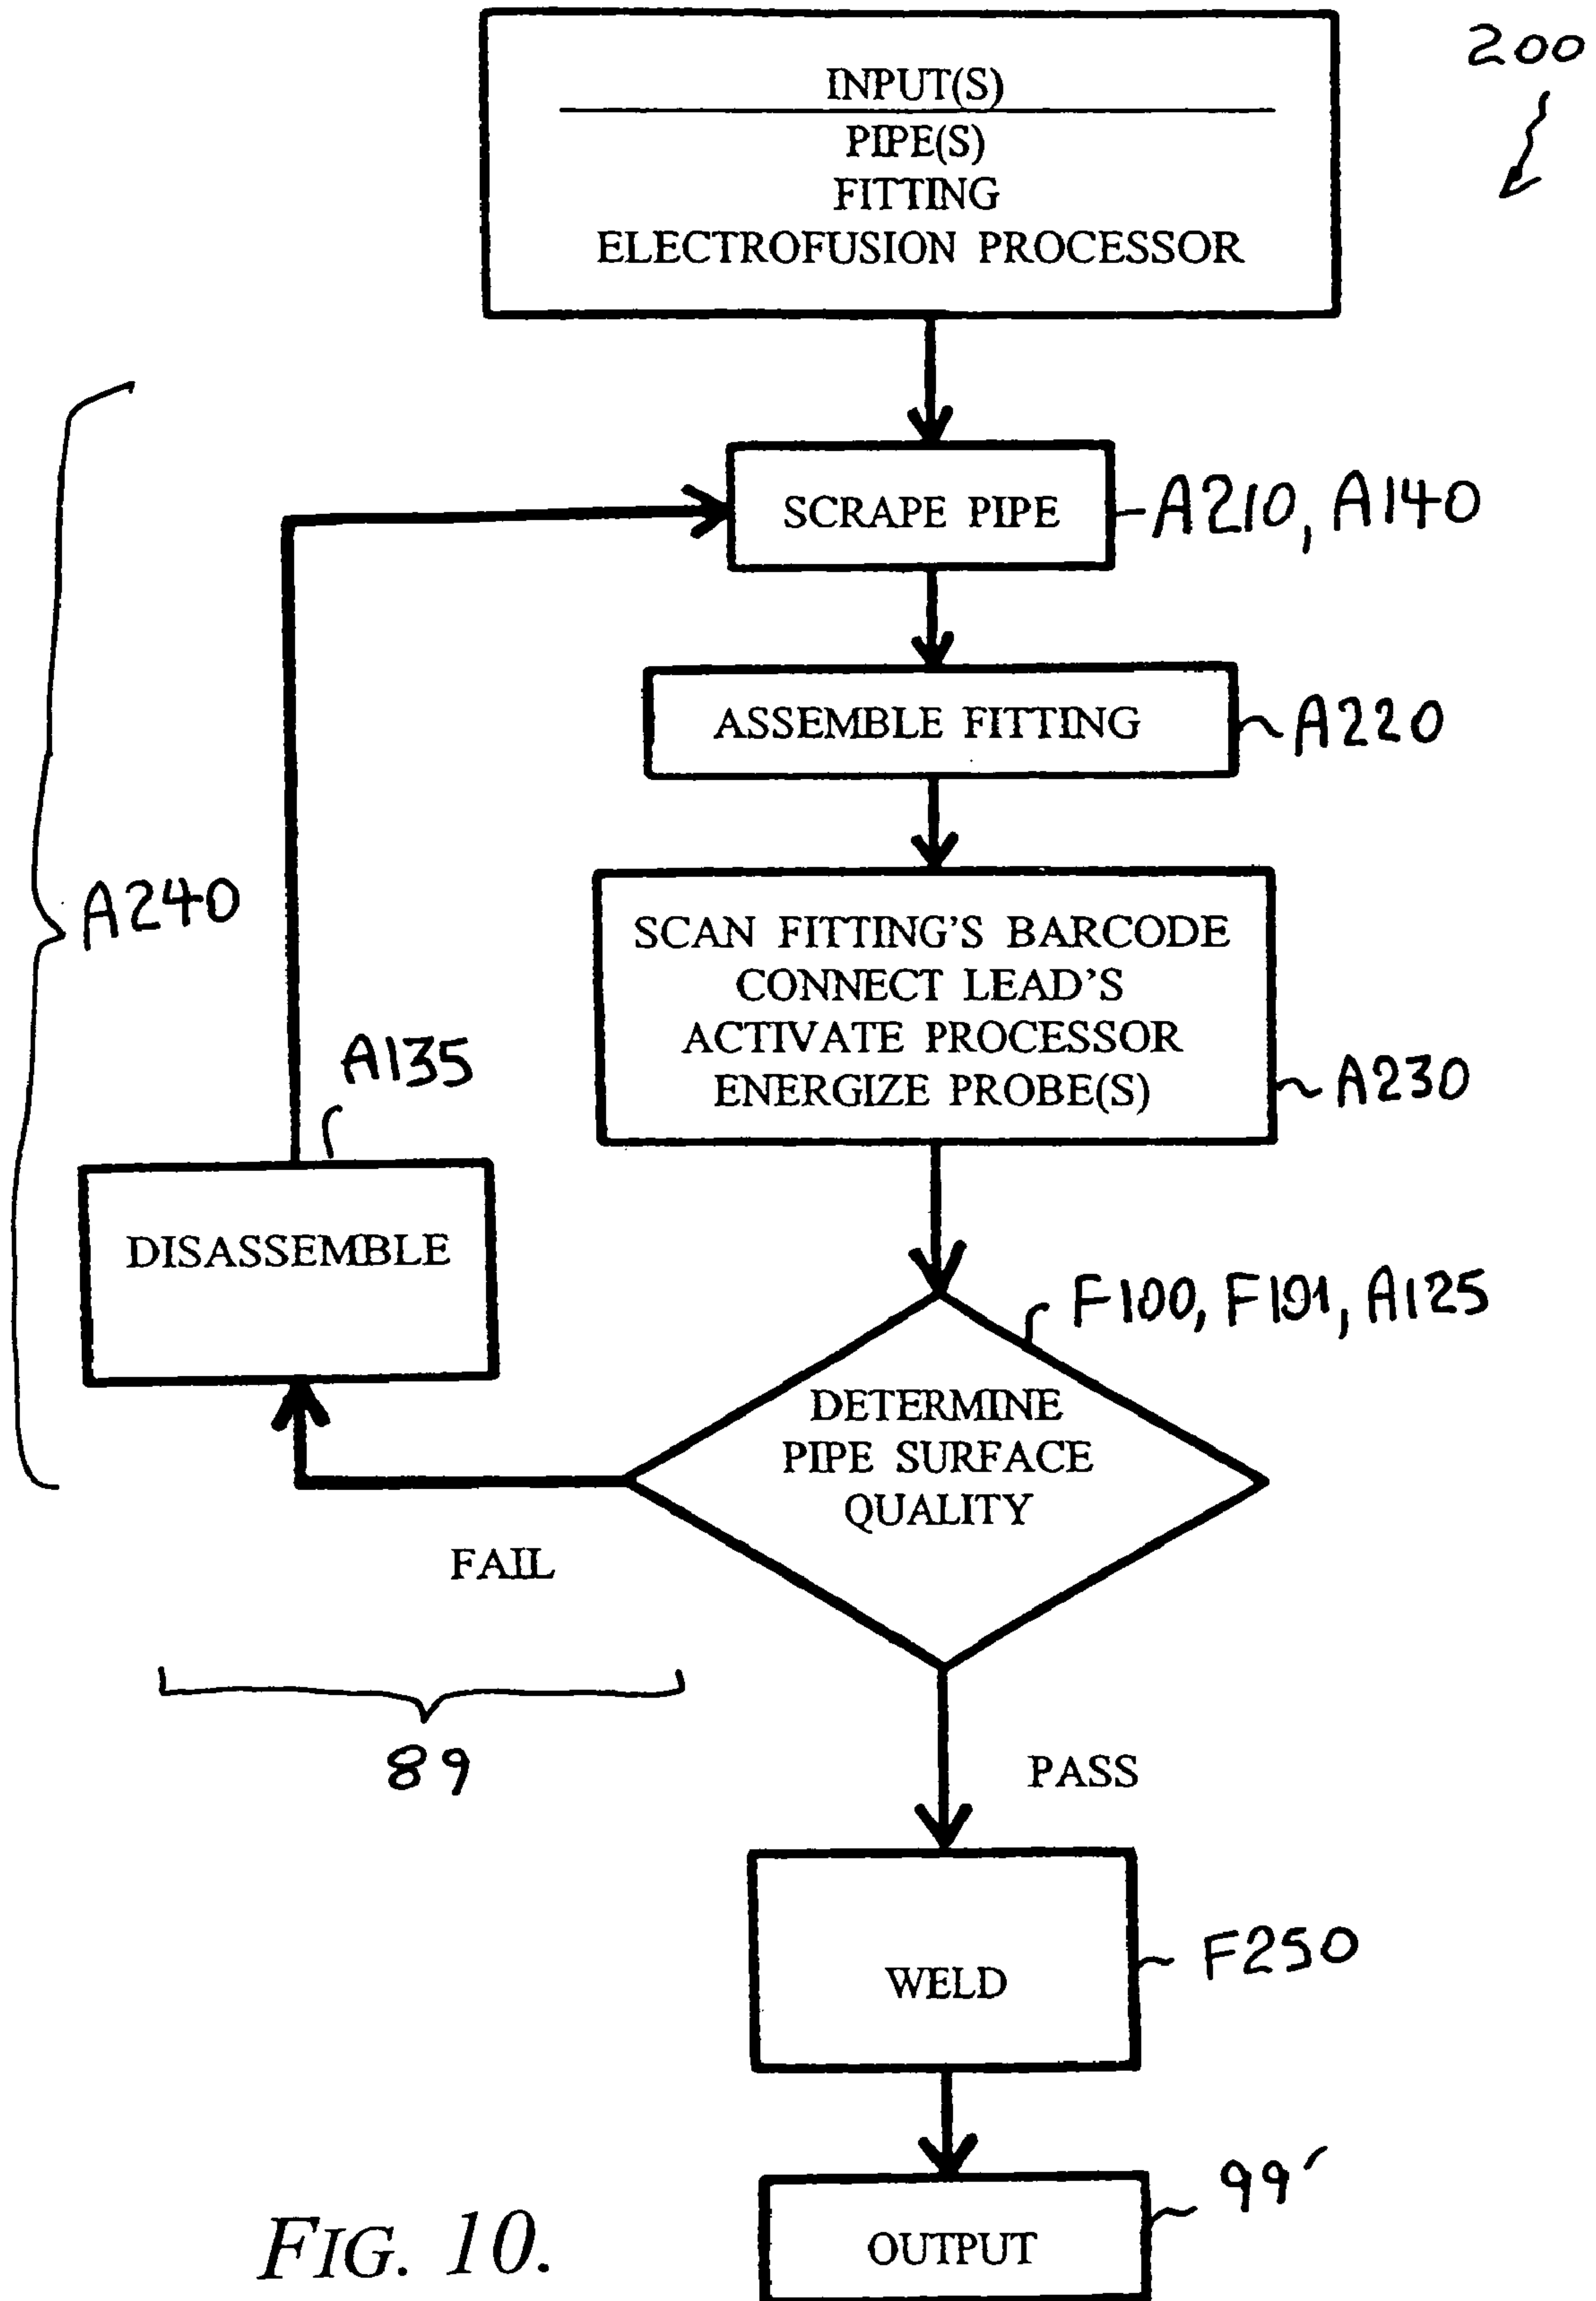 200
INPUT(S)
PIPE(S)
FITTING
ELECTROFUSION PROCESSOR
SCRAPE PIPE
A210, A140
ASSEMBLE FITTING
A220
A240
SCAN FITTING'S BARCODE
CONNECT LEAD'S
ACTIVATE PROCESSOR
ENERGIZE PROBE(S)
A230
A135
DISASSEMBLE
F100, F101, A125
DETERMINE
PIPE SURFACE
QUALITY
FAIL
89
PASS
WELD
F250
OUTPUT
99'
FIG. 10.